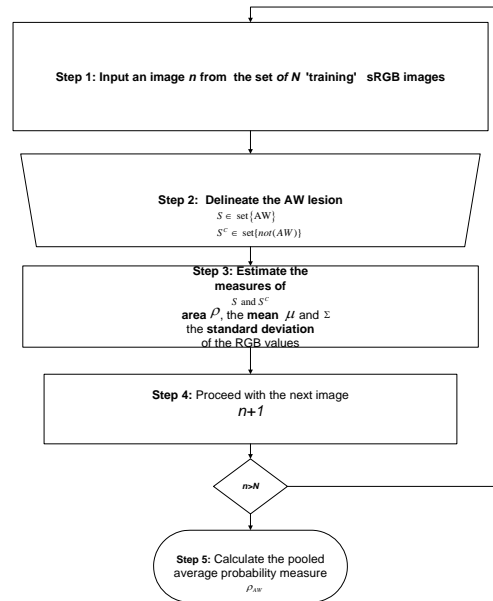 Step 1: Input an image n from the set of N 'training' sRGB images
Step 2: Delineate the AW lesion
S ∈ set{AW}
S^C ∈ set{not(AW)}
Step 3: Estimate the
measures of
S and S^C
area ρ, the mean μ and Σ
the standard deviation
of the RGB values
Step 4: Proceed with the next image
n+1
n>N
Step 5: Calculate the pooled
average probability measure
ρ_AW